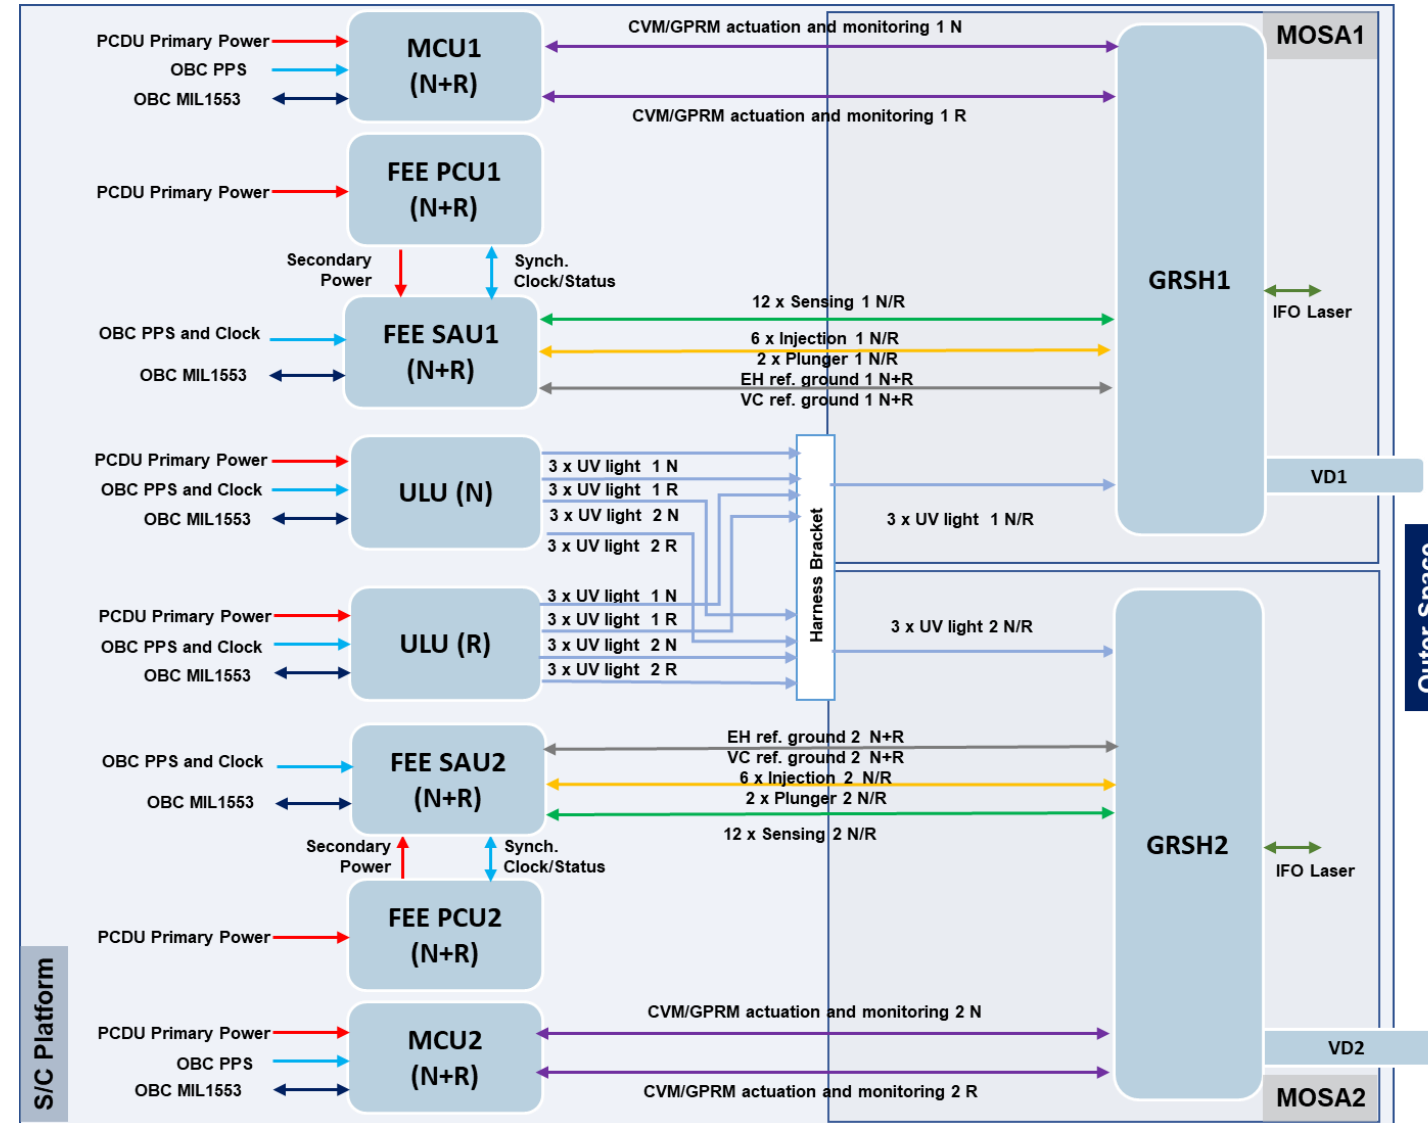 MOSA1
PCDU Primary Power
OBC PPS
OBC MIL1553
MCU1
(N+R)
CVM/GPRM actuation and monitoring 1 N
CVM/GPRM actuation and monitoring 1 R
PCDU Primary Power
FEE PCU1
(N+R)
Secondary
Power
Synch.
Clock/Status
GRSH1
IFO Laser
OBC PPS and Clock
OBC MIL1553
FEE SAU1
(N+R)
12 x Sensing 1 N/R
6 x Injection 1 N/R
2 x Plunger 1 N/R
EH ref. ground 1 N+R
VC ref. ground 1 N+R
PCDU Primary Power
OBC PPS and Clock
OBC MIL1553
ULU (N)
3 x UV light 1 N
3 x UV light 1 R
3 x UV light 2 N
3 x UV light 2 R
Harness Bracket
3 x UV light 1 N/R
VD1
Outer Space
PCDU Primary Power
OBC PPS and Clock
OBC MIL1553
ULU (R)
3 x UV light 1 N
3 x UV light 1 R
3 x UV light 2 N
3 x UV light 2 R
3 x UV light 2 N/R
OBC PPS and Clock
OBC MIL1553
FEE SAU2
(N+R)
EH ref. ground 2 N+R
VC ref. ground 2 N+R
6 x Injection 2 N/R
2 x Plunger 2 N/R
12 x Sensing 2 N/R
Secondary
Power
Synch.
Clock/Status
GRSH2
IFO Laser
PCDU Primary Power
FEE PCU2
(N+R)
S/C Platform
PCDU Primary Power
OBC PPS
OBC MIL1553
MCU2
(N+R)
CVM/GPRM actuation and monitoring 2 N
CVM/GPRM actuation and monitoring 2 R
VD2
MOSA2